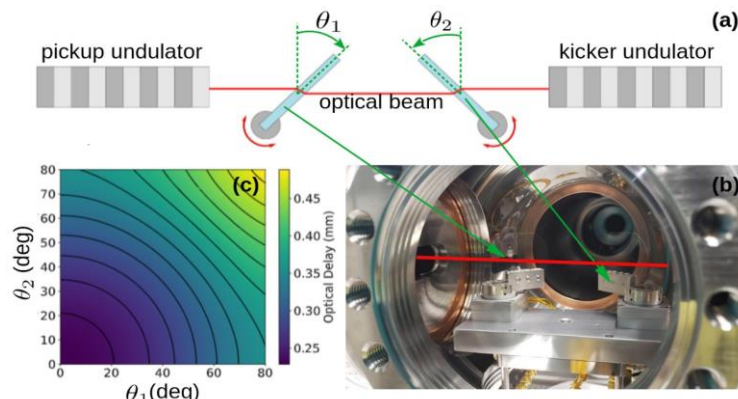 θ₁
θ₂
(a)
pickup undulator
kicker undulator
optical beam
(c)
(b)
80
70
60
50
40
30
20
10
0
θ₂ (deg)
0
20
40
60
80
θ₁(deg)
0.45
0.40
0.35
0.30
0.25
Optical Delay (mm)